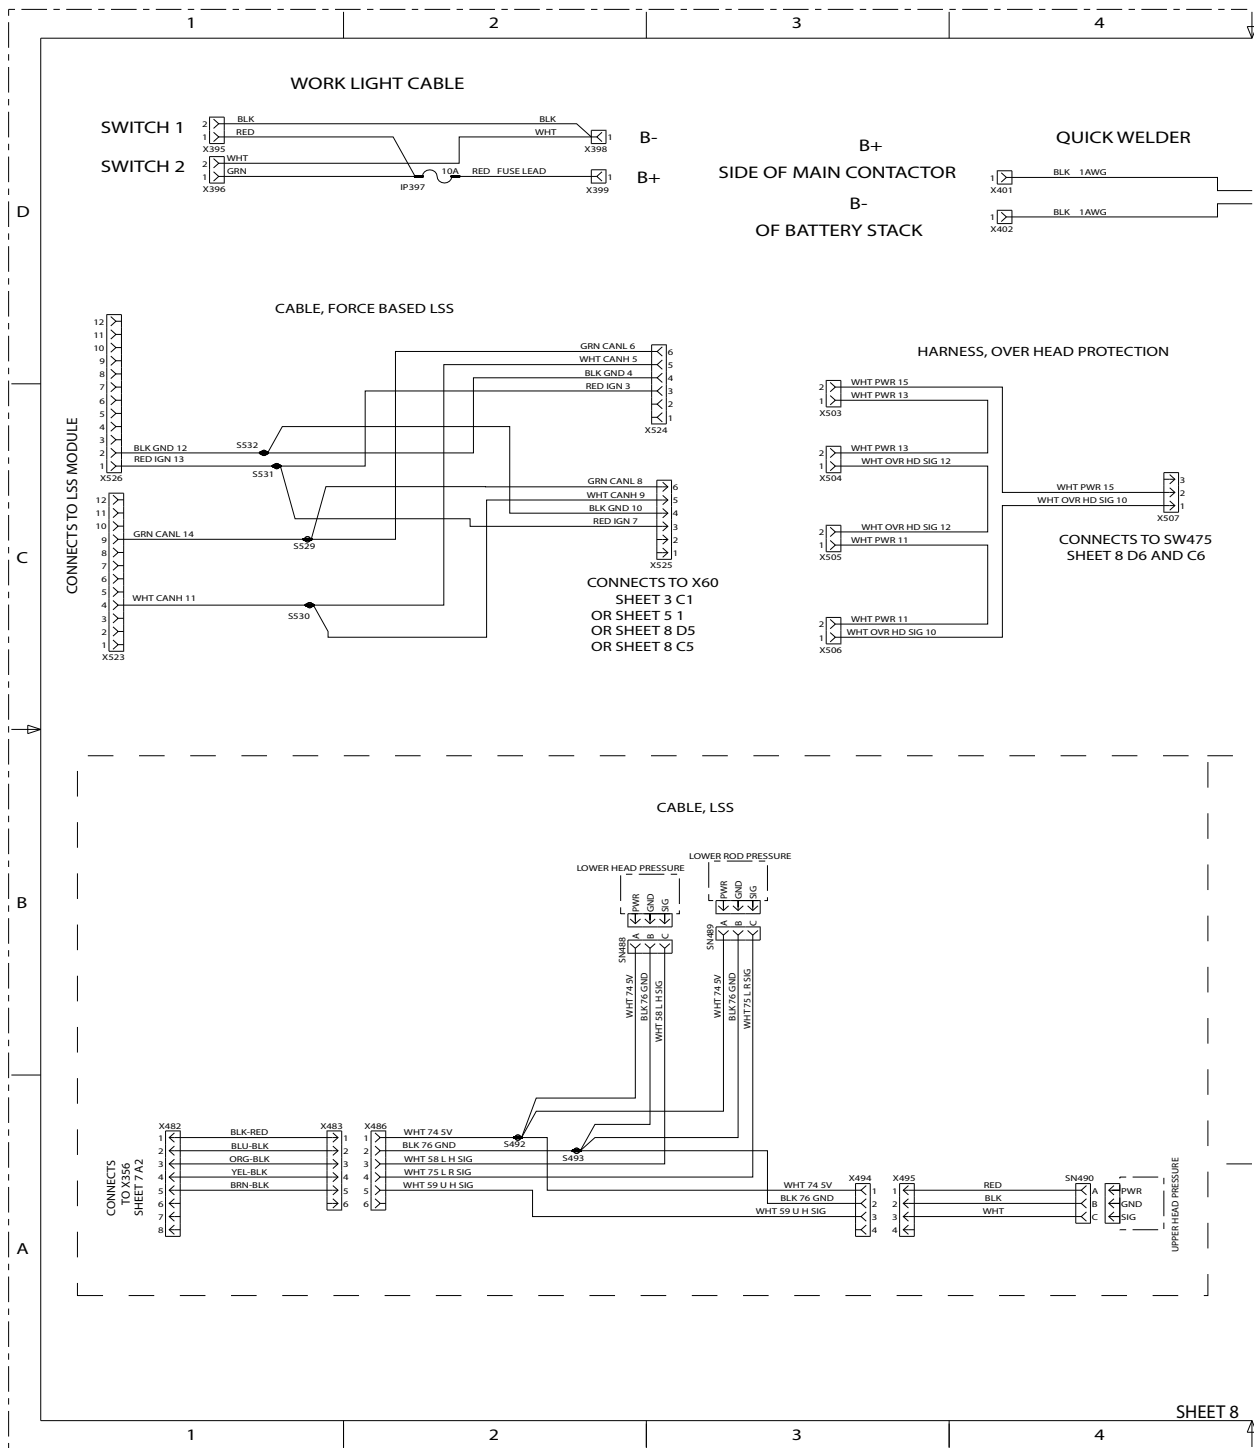 1 2 3 4
WORK LIGHT CABLE
SWITCH 1
2 BLK BLK
1 RED WHT 1
X395 X398
B-
SWITCH 2
2 WHT
1 GRN 10A RED FUSE LEAD 1
X396 IP397 X399
B+
B+
SIDE OF MAIN CONTACTOR
B-
OF BATTERY STACK
QUICK WELDER
1 BLK 1AWG
X401
1 BLK 1AWG
X402
D
CABLE, FORCE BASED LSS
CONNECTS TO LSS MODULE
12
11
10
9
8
7
6
5
4
3
2 BLK GND 12 S532
1 RED IGN 13 S531
X526
GRN CANL 6 6
WHT CANH 5 5
BLK GND 4 4
RED IGN 3 3
2
1
X524
12
11
10
9 GRN CANL 14 S529
8
7
6
5
4 WHT CANH 11 S530
3
2
1
X523
GRN CANL 8 6
WHT CANH 9 5
BLK GND 10 4
RED IGN 7 3
2
1
X525
CONNECTS TO X60
SHEET 3 C1
OR SHEET 5 1
OR SHEET 8 D5
OR SHEET 8 C5
HARNESS, OVER HEAD PROTECTION
2 WHT PWR 15
1 WHT PWR 13
X503
2 WHT PWR 13
1 WHT OVR HD SIG 12
X504
2 WHT OVR HD SIG 12
1 WHT PWR 11
X505
2 WHT PWR 11
1 WHT OVR HD SIG 10
X506
3
WHT PWR 15 2
WHT OVR HD SIG 10 1
X507
CONNECTS TO SW475
SHEET 8 D6 AND C6
C
CABLE, LSS
LOWER HEAD PRESSURE
PWR GND SIG
SN488 A B C
WHT 74 5V
BLK 76 GND
WHT 58 L H SIG
LOWER ROD PRESSURE
PWR GND SIG
SN489 A B C
WHT 74 5V
BLK 76 GND
WHT 75 L R SIG
B
CONNECTS
TO X356
SHEET 7 A2
X482 X483
1 BLK-RED 1
2 BLU-BLK 2
3 ORG-BLK 3
4 YEL-BLK 4
5 BRN-BLK 5
6 6
7
8
X486
1 WHT 74 5V S492
2 BLK 76 GND S493
3 WHT 58 L H SIG
4 WHT 75 L R SIG
5 WHT 59 U H SIG
6
X494
WHT 74 5V 1
BLK 76 GND 2
WHT 59 U H SIG 3
4
X495 SN490
1 RED A PWR
2 BLK B GND
3 WHT C SIG
4
UPPER HEAD PRESSURE
A
SHEET 8
1 2 3 4